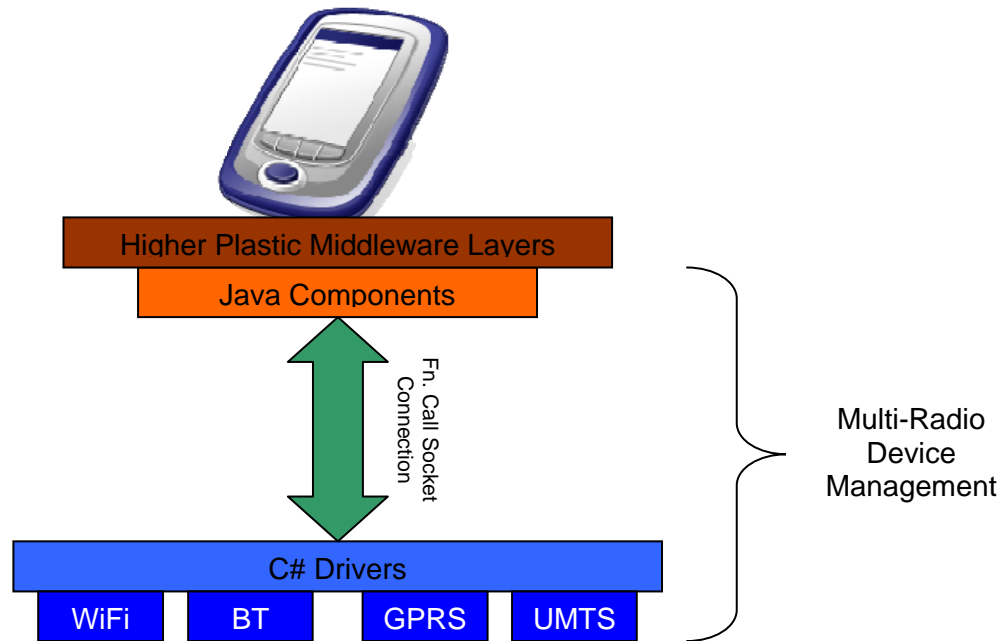 Higher Plastic Middleware Layers
Java Components
Fn. Call Socket
Connection
Multi-Radio
Device
Management
C# Drivers
WiFi
BT
GPRS
UMTS